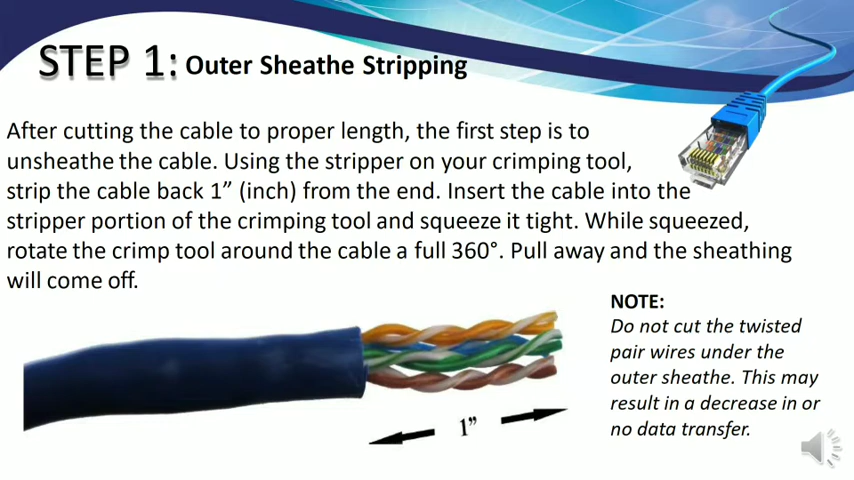 STEP 1: Outer Sheathe Stripping
After cutting the cable to proper length, the first step is to
unsheathe the cable. Using the stripper on your crimping tool,
strip the cable back 1” (inch) from the end. Insert the cable into the
stripper portion of the crimping tool and squeeze it tight. While squeezed,
rotate the crimp tool around the cable a full 360°. Pull away and the sheathing
will come off.
NOTE:
Do not cut the twisted
pair wires under the
outer sheathe. This may
result in a decrease in or
no data transfer.
1”